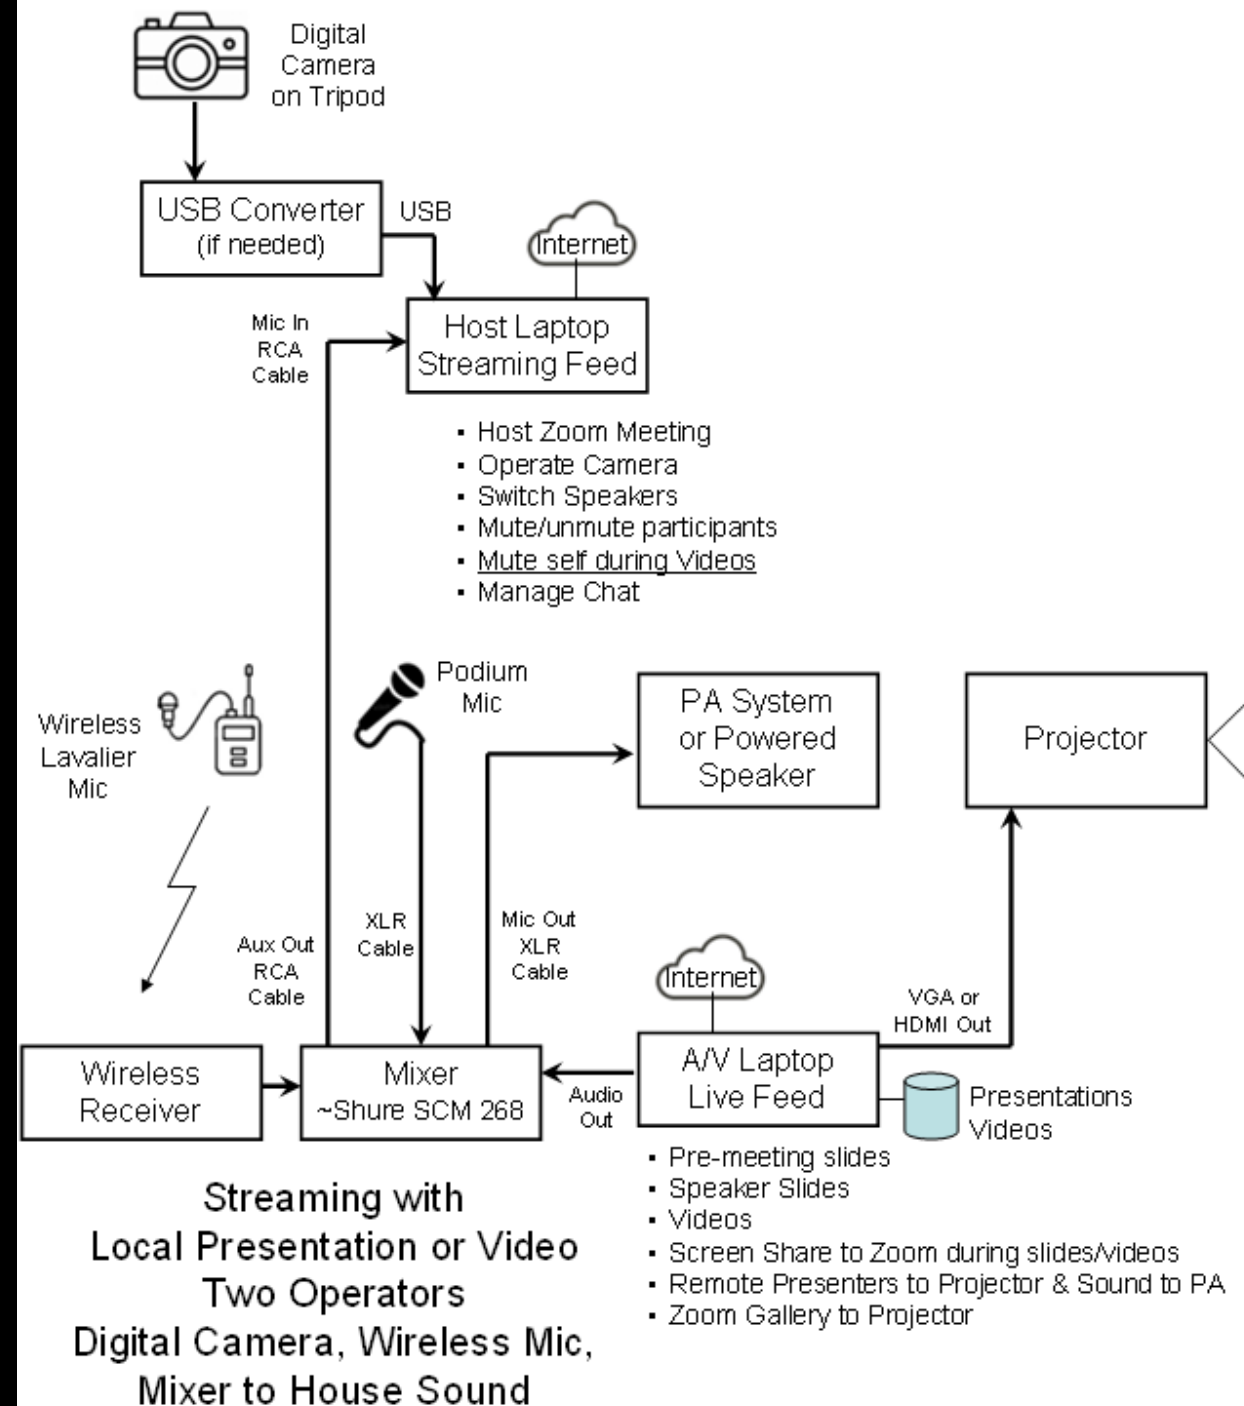 Digital
Camera
on Tripod
USB Converter
(if needed)
USB
Internet
Mic In
RCA
Cable
Host Laptop
Streaming Feed
▪ Host Zoom Meeting
▪ Operate Camera
▪ Switch Speakers
▪ Mute/unmute participants
▪ Mute self during Videos
▪ Manage Chat
Wireless
Lavalier
Mic
Podium
Mic
PA System
or Powered
Speaker
Projector
Aux Out
RCA
Cable
XLR
Cable
Mic Out
XLR
Cable
Internet
VGA or
HDMI Out
Wireless
Receiver
Mixer
~Shure SCM 268
Audio
Out
A/V Laptop
Live Feed
Presentations
Videos
▪ Pre-meeting slides
▪ Speaker Slides
▪ Videos
▪ Screen Share to Zoom during slides/videos
▪ Remote Presenters to Projector & Sound to PA
▪ Zoom Gallery to Projector
Streaming with
Local Presentation or Video
Two Operators
Digital Camera, Wireless Mic,
Mixer to House Sound